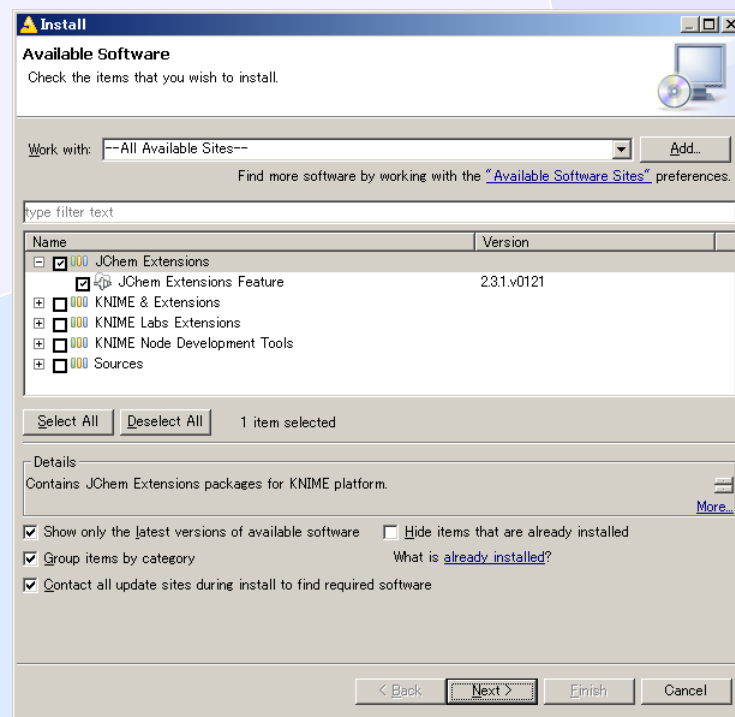 Install
Available Software
Check the items that you wish to install.
Work with: --All Available Sites-- Add...
Find more software by working with the "Available Software Sites" preferences.
type filter text
Name Version
JChem Extensions
JChem Extensions Feature 2.3.1.v0121
KNIME & Extensions
KNIME Labs Extensions
KNIME Node Development Tools
Sources
Select All Deselect All 1 item selected
Details
Contains JChem Extensions packages for KNIME platform.
More...
Show only the latest versions of available software Hide items that are already installed
Group items by category What is already installed?
Contact all update sites during install to find required software
< Back Next > Finish Cancel